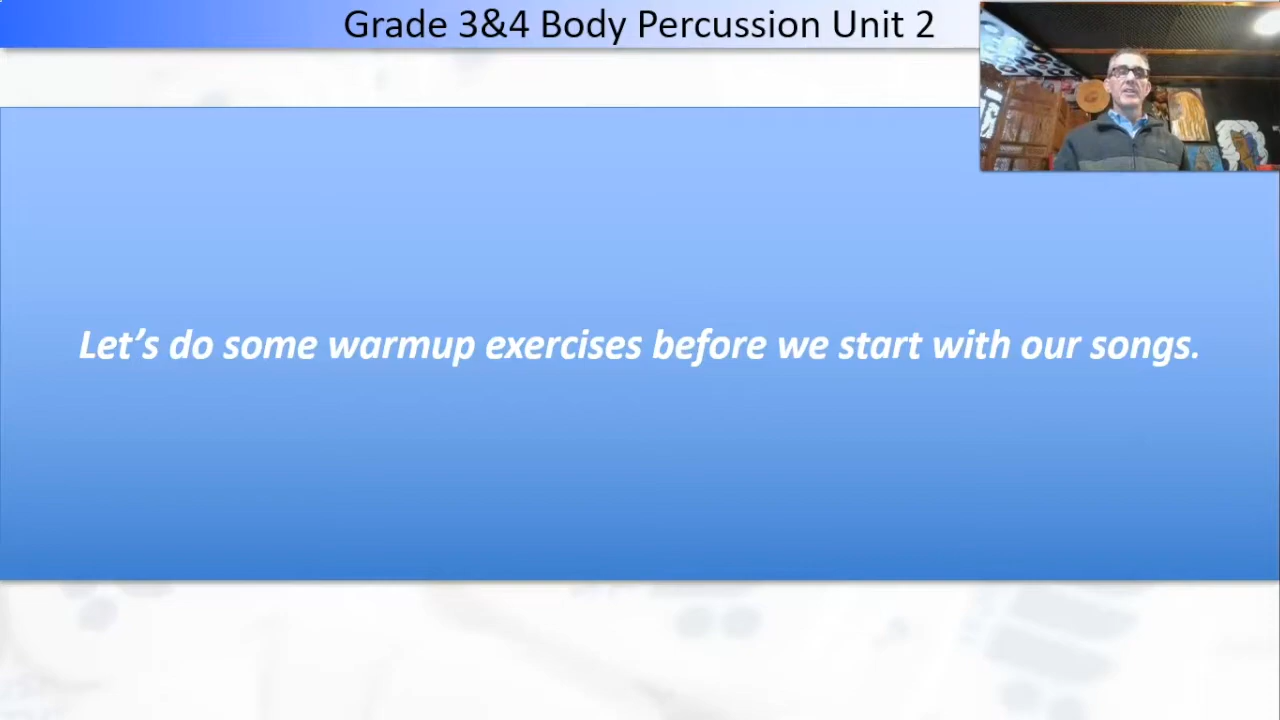 Grade 3&4 Body Percussion Unit 2
Let’s do some warmup exercises before we start with our songs.